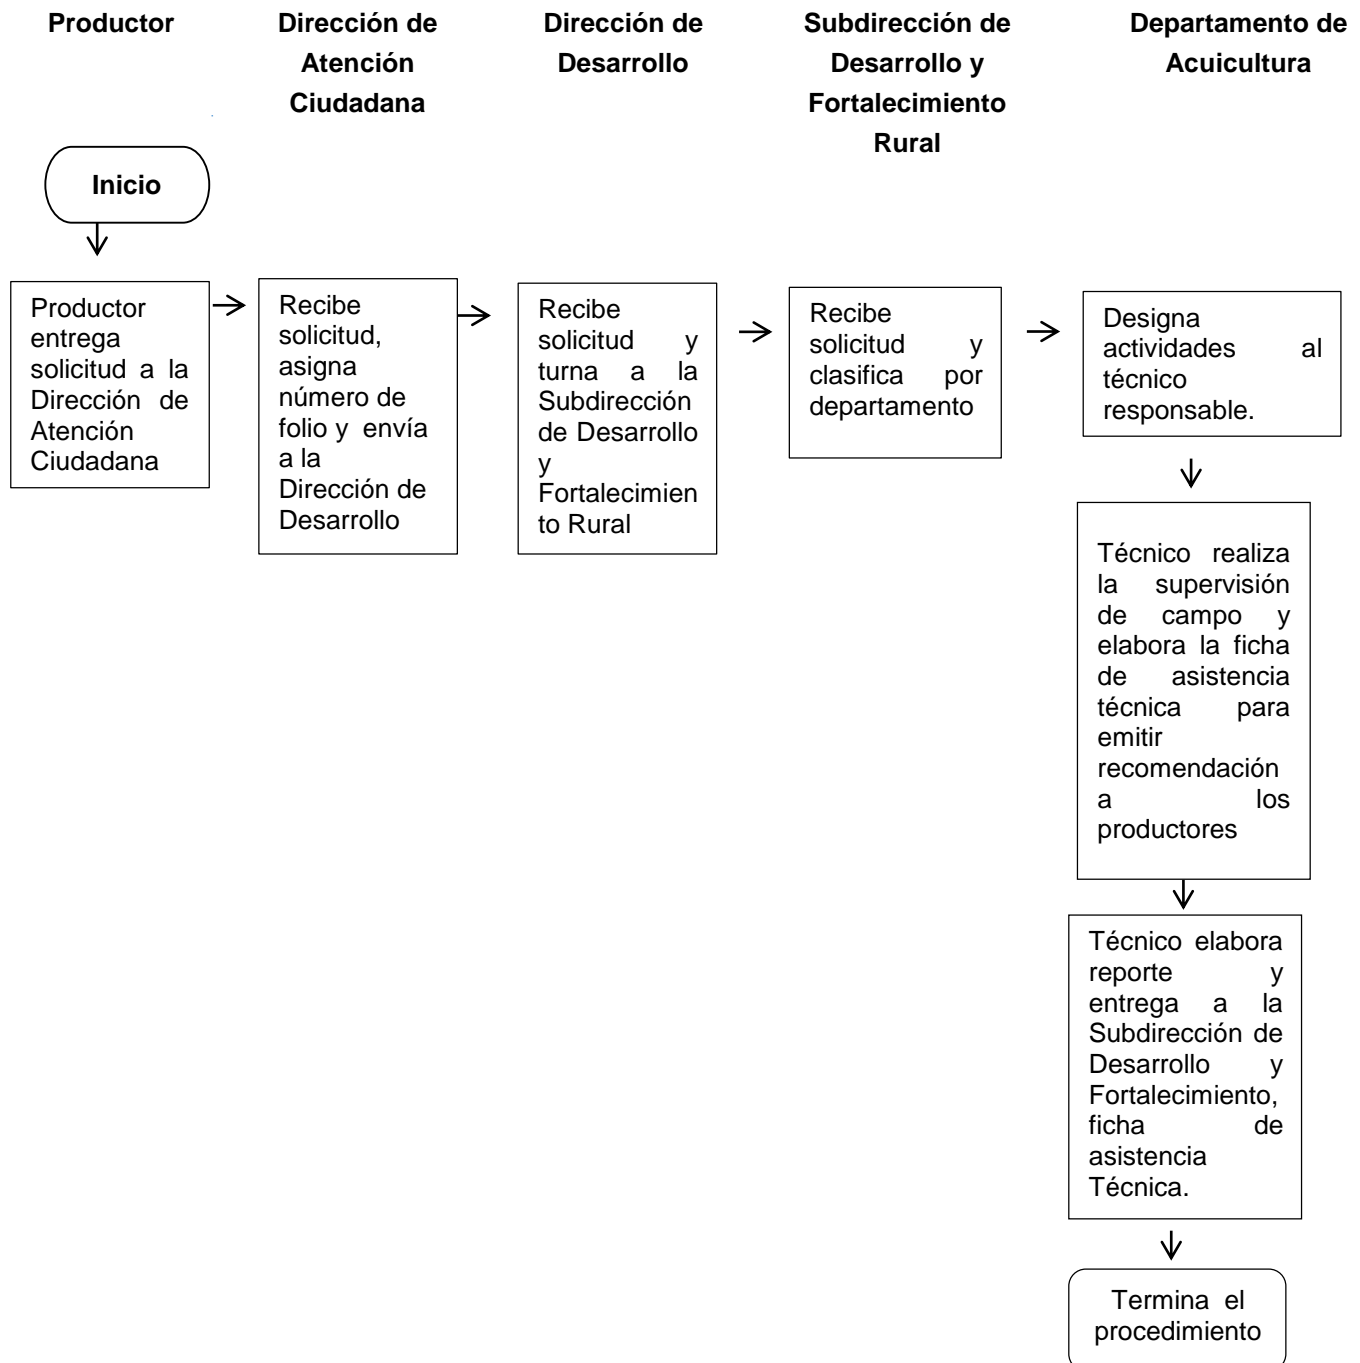 Productor
Dirección de
Atención
Ciudadana
Dirección de
Desarrollo
Subdirección de
Desarrollo y
Fortalecimiento
Rural
Departamento de
Acuicultura
Inicio
Productor
entrega
solicitud a la
Dirección de
Atención
Ciudadana
Recibe
solicitud,
asigna
número de
folio y envía
a la
Dirección de
Desarrollo
Recibe
solicitud y
turna a la
Subdirección
de Desarrollo
y
Fortalecimien
to Rural
Recibe
solicitud y
clasifica por
departamento
Designa
actividades al
técnico
responsable.
Técnico realiza
la supervisión
de campo y
elabora la ficha
de asistencia
técnica para
emitir
recomendación
a los
productores
Técnico elabora
reporte y
entrega a la
Subdirección de
Desarrollo y
Fortalecimiento,
ficha de
asistencia
Técnica.
Termina el
procedimiento